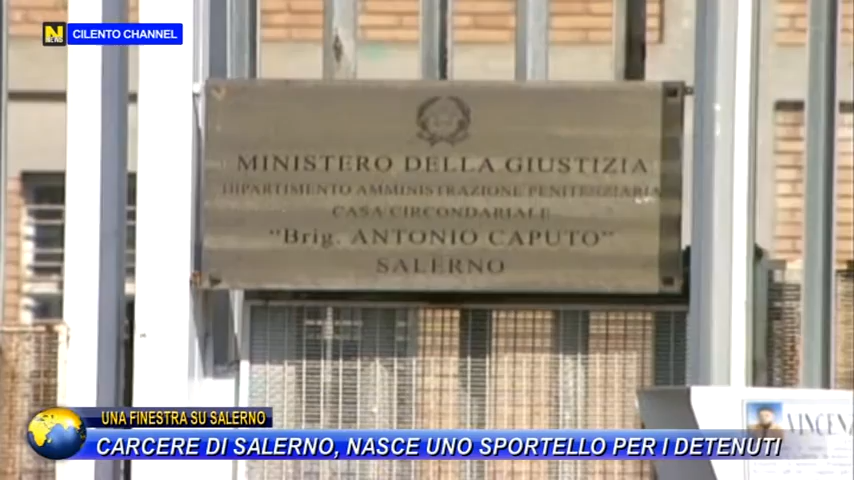 N
NEWS
CILENTO CHANNEL
MINISTERO DELLA GIUSTIZIA
DIPARTIMENTO AMMINISTRAZIONE PENITENZIARIA
CASA CIRCONDARIALE
"Brig. ANTONIO CAPUTO"
SALERNO
UNA FINESTRA SU SALERNO
CARCERE DI SALERNO, NASCE UNO SPORTELLO PER I DETENUTI